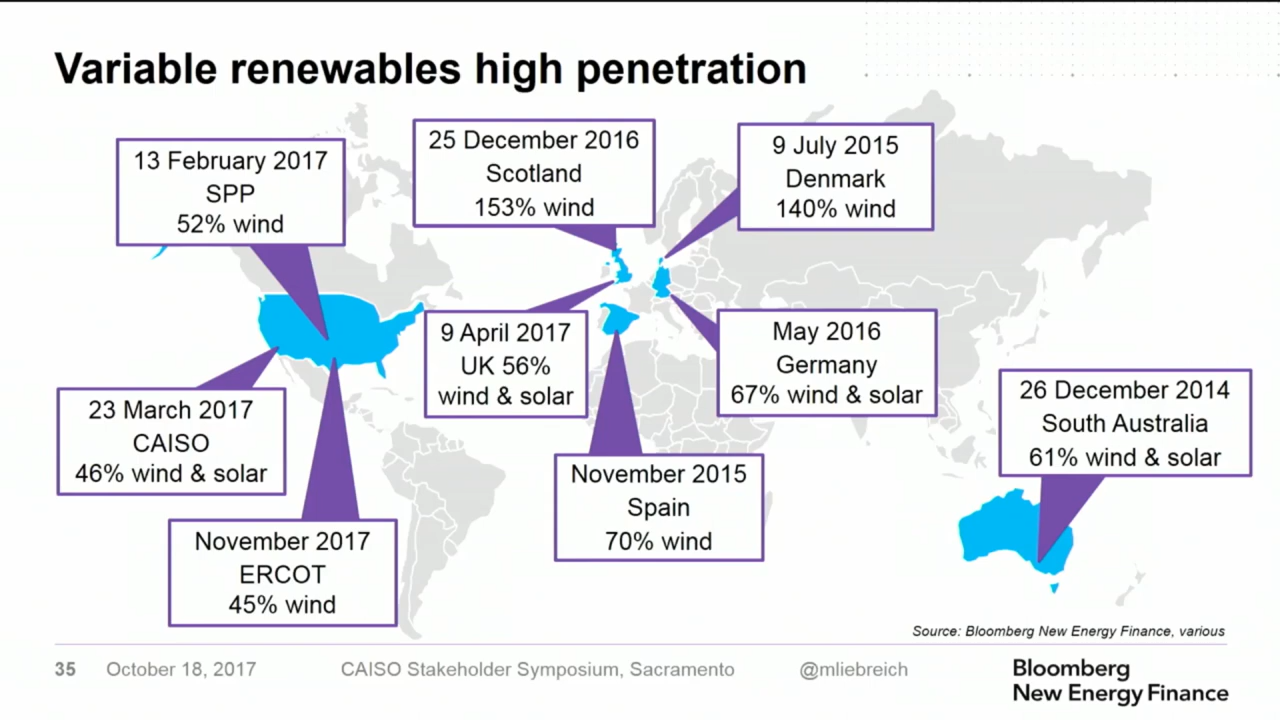 Variable renewables high penetration
13 February 2017
SPP
52% wind
25 December 2016
Scotland
153% wind
9 July 2015
Denmark
140% wind
9 April 2017
UK 56%
wind & solar
May 2016
Germany
67% wind & solar
23 March 2017
CAISO
46% wind & solar
26 December 2014
South Australia
61% wind & solar
November 2015
Spain
70% wind
November 2017
ERCOT
45% wind
Source: Bloomberg New Energy Finance, various
35 October 18, 2017 CAISO Stakeholder Symposium, Sacramento @mliebreich
Bloomberg
New Energy Finance